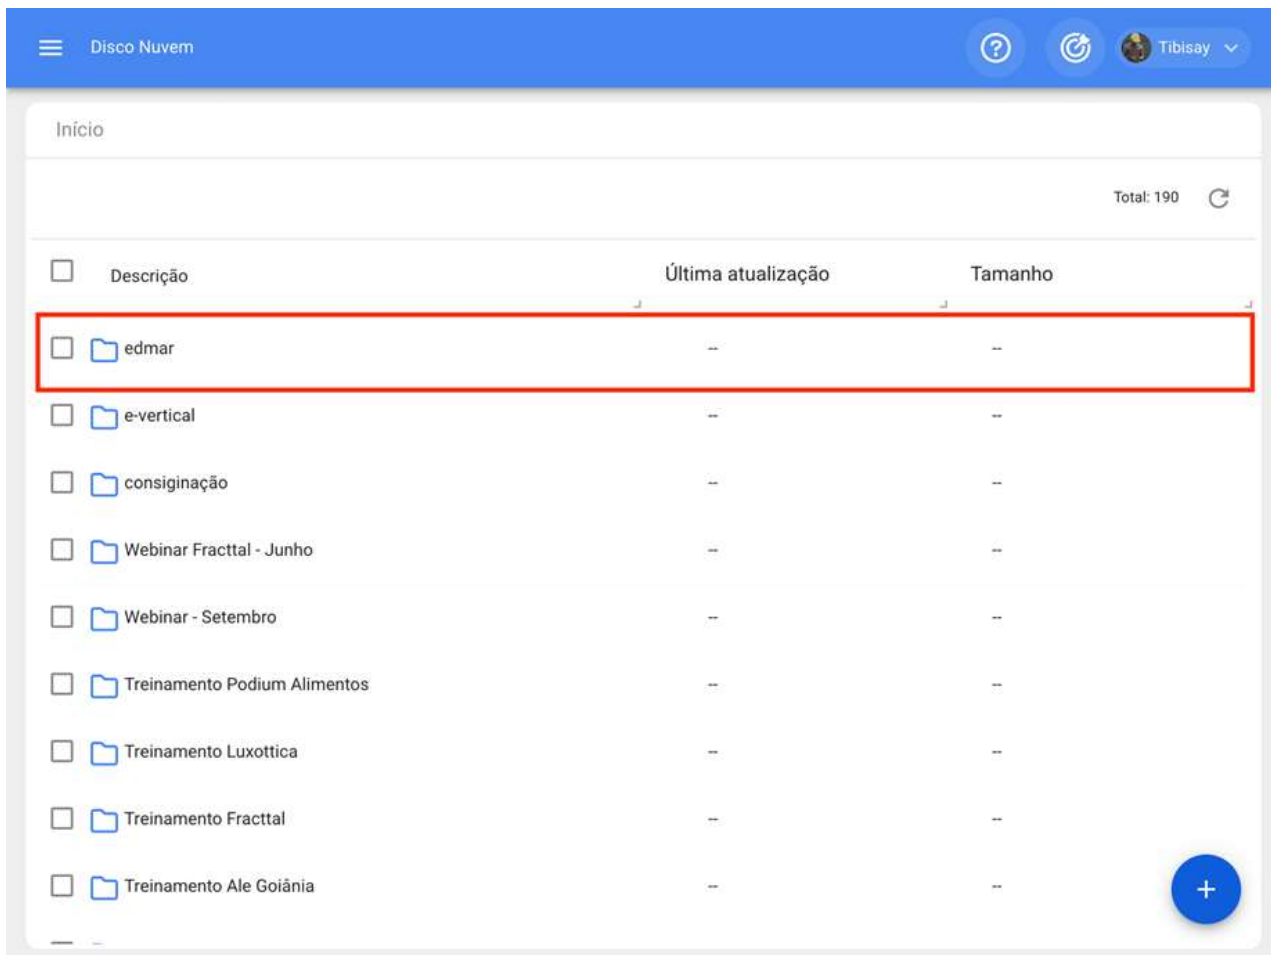 Disco Nuvem
Tibisay
Início
Total: 190
Descrição Última atualização Tamanho
edmar -- --
e-vertical -- --
consiginação -- --
Webinar Fracttal - Junho -- --
Webinar - Setembro -- --
Treinamento Podium Alimentos -- --
Treinamento Luxottica -- --
Treinamento Fracttal -- --
Treinamento Ale Goiânia -- --